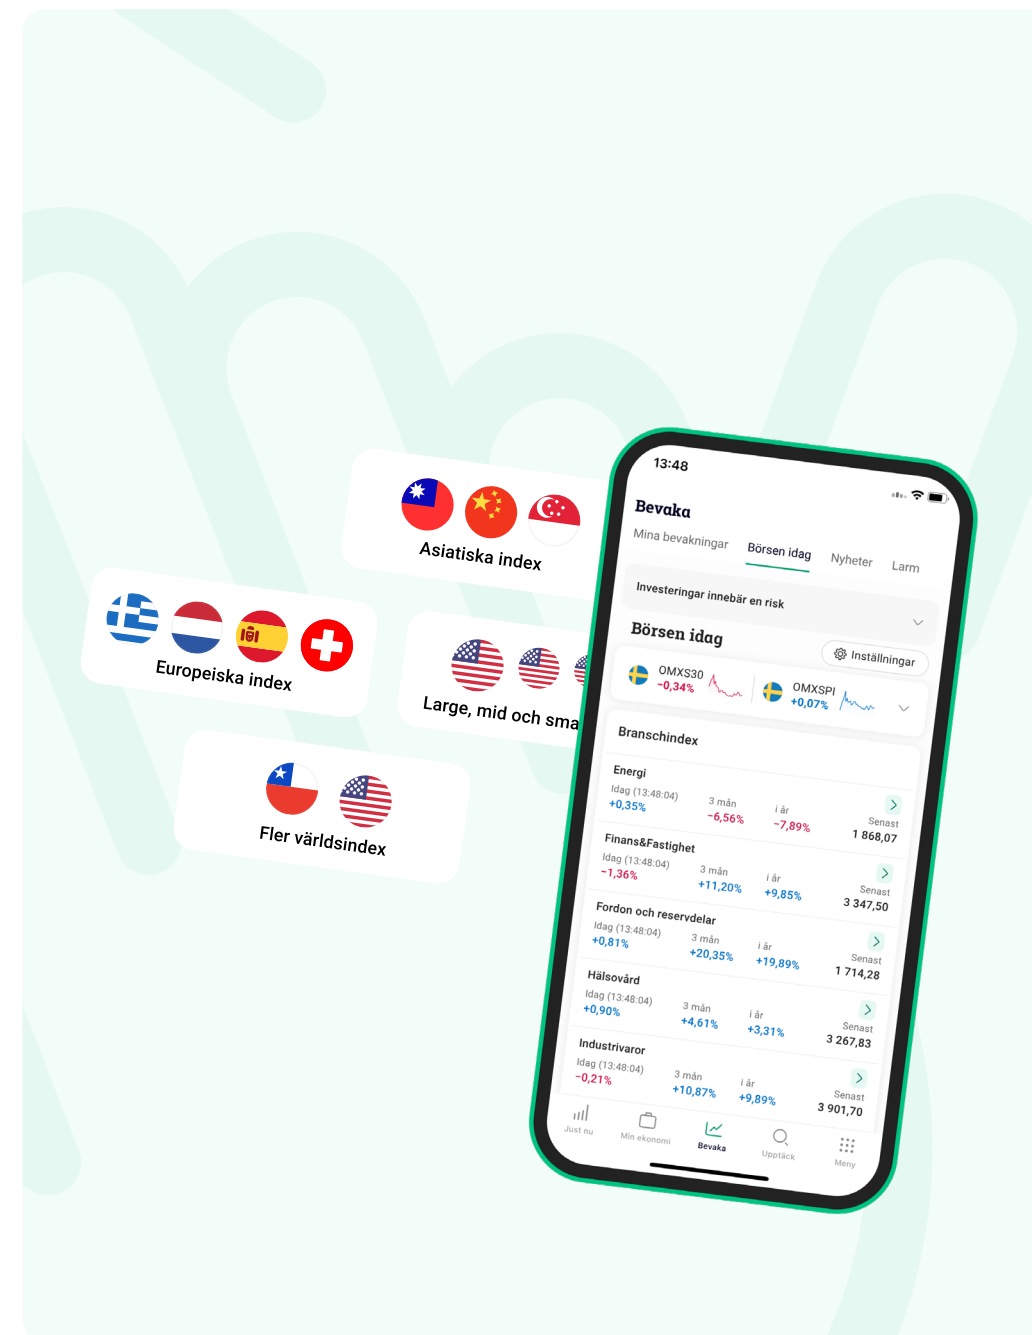 Asiatiska index
Europeiska index
Large, mid och sma
Fler världsindex
13:48
Bevaka
Mina bevakningar Börsen idag Nyheter Larm
Investeringar innebär en risk
Börsen idag
Inställningar
OMXS30 OMXSPI
−0,34% +0,07%
Branschindex
Energi
Idag (13:48:04) 3 mån i år Senast
+0,35% −6,56% −7,89% 1 868,07
Finans&Fastighet
Idag (13:48:04) 3 mån i år Senast
−1,36% +11,20% +9,85% 3 347,50
Fordon och reservdelar
Idag (13:48:04) 3 mån i år Senast
+0,81% +20,35% +19,89% 1 714,28
Hälsovård
Idag (13:48:04) 3 mån i år Senast
+0,90% +4,61% +3,31% 3 267,83
Industrivaror
Idag (13:48:04) 3 mån i år Senast
−0,21% +10,87% +9,89% 3 901,70
Just nu Min ekonomi Bevaka Upptäck Meny